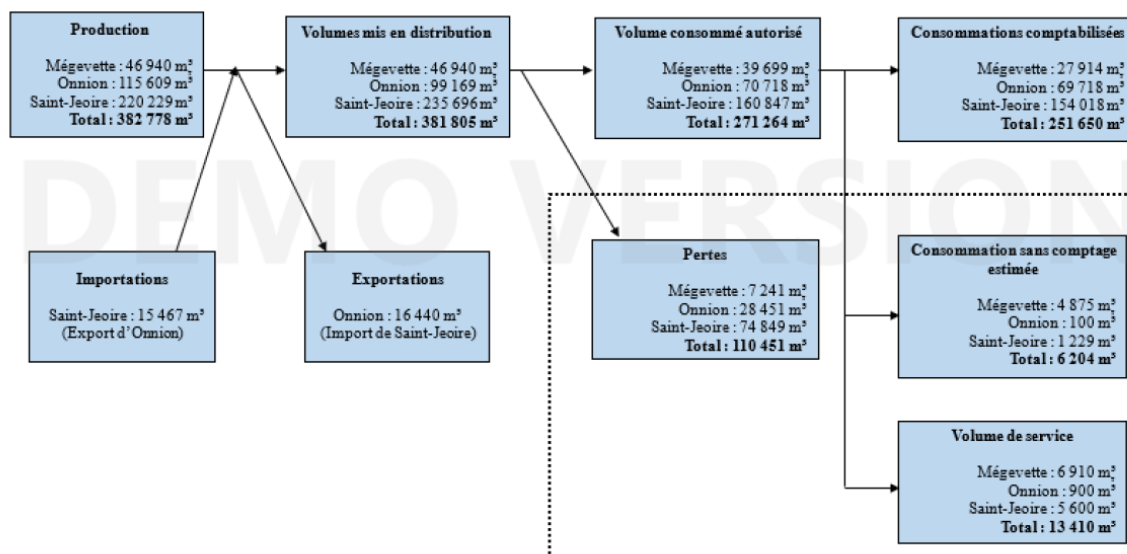 Production
Mégevette : 46 940 m³
Onnion : 115 609 m³
Saint-Jeoire : 220 229 m³
Total : 382 778 m³
Volumes mis en distribution
Mégevette : 46 940 m³
Onnion : 99 169 m³
Saint-Jeoire : 235 696 m³
Total : 381 805 m³
Volume consommé autorisé
Mégevette : 39 699 m³
Onnion : 70 718 m³
Saint-Jeoire : 160 847 m³
Total : 271 264 m³
Consommations comptabilisées
Mégevette : 27 914 m³
Onnion : 69 718 m³
Saint-Jeoire : 154 018 m³
Total : 251 650 m³
DEMO VERSION
Importations
Saint-Jeoire : 15 467 m³
(Export d’Onnion)
Exportations
Onnion : 16 440 m³
(Import de Saint-Jeoire)
Pertes
Mégevette : 7 241 m³
Onnion : 28 451 m³
Saint-Jeoire : 74 849 m³
Total : 110 451 m³
Consommation sans comptage
estimée
Mégevette : 4 875 m³
Onnion : 100 m³
Saint-Jeoire : 1 229 m³
Total : 6 204 m³
Volume de service
Mégevette : 6 910 m³
Onnion : 900 m³
Saint-Jeoire : 5 600 m³
Total : 13 410 m³